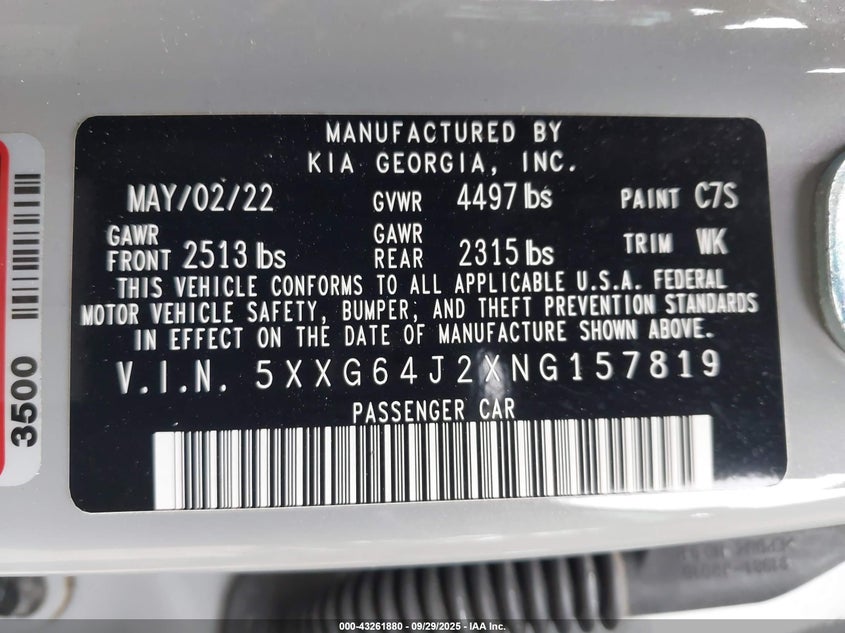 MANUFACTURED BY
KIA GEORGIA, INC.
MAY/02/22 GVWR 4497 lbs PAINT C7S
GAWR FRONT 2513 lbs GAWR REAR 2315 lbs TRIM WK
THIS VEHICLE CONFORMS TO ALL APPLICABLE U.S.A. FEDERAL
MOTOR VEHICLE SAFETY, BUMPER, AND THEFT PREVENTION STANDARDS
IN EFFECT ON THE DATE OF MANUFACTURE SHOWN ABOVE.
V.I.N. 5XXG64J2XNG157819
PASSENGER CAR
3500
000-43261880 - 09/29/2025 - IAA Inc.